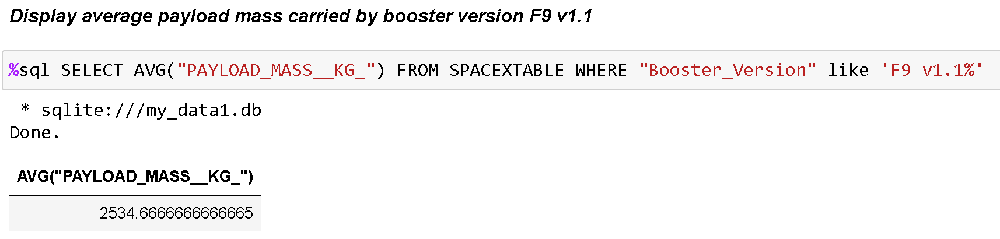 Display average payload mass carried by booster version F9 v1.1
%sql SELECT AVG("PAYLOAD_MASS__KG_") FROM SPACEXTABLE WHERE "Booster_Version" like 'F9 v1.1%'
* sqlite:///my_data1.db
Done.
AVG("PAYLOAD_MASS__KG_")
2534.6666666666665